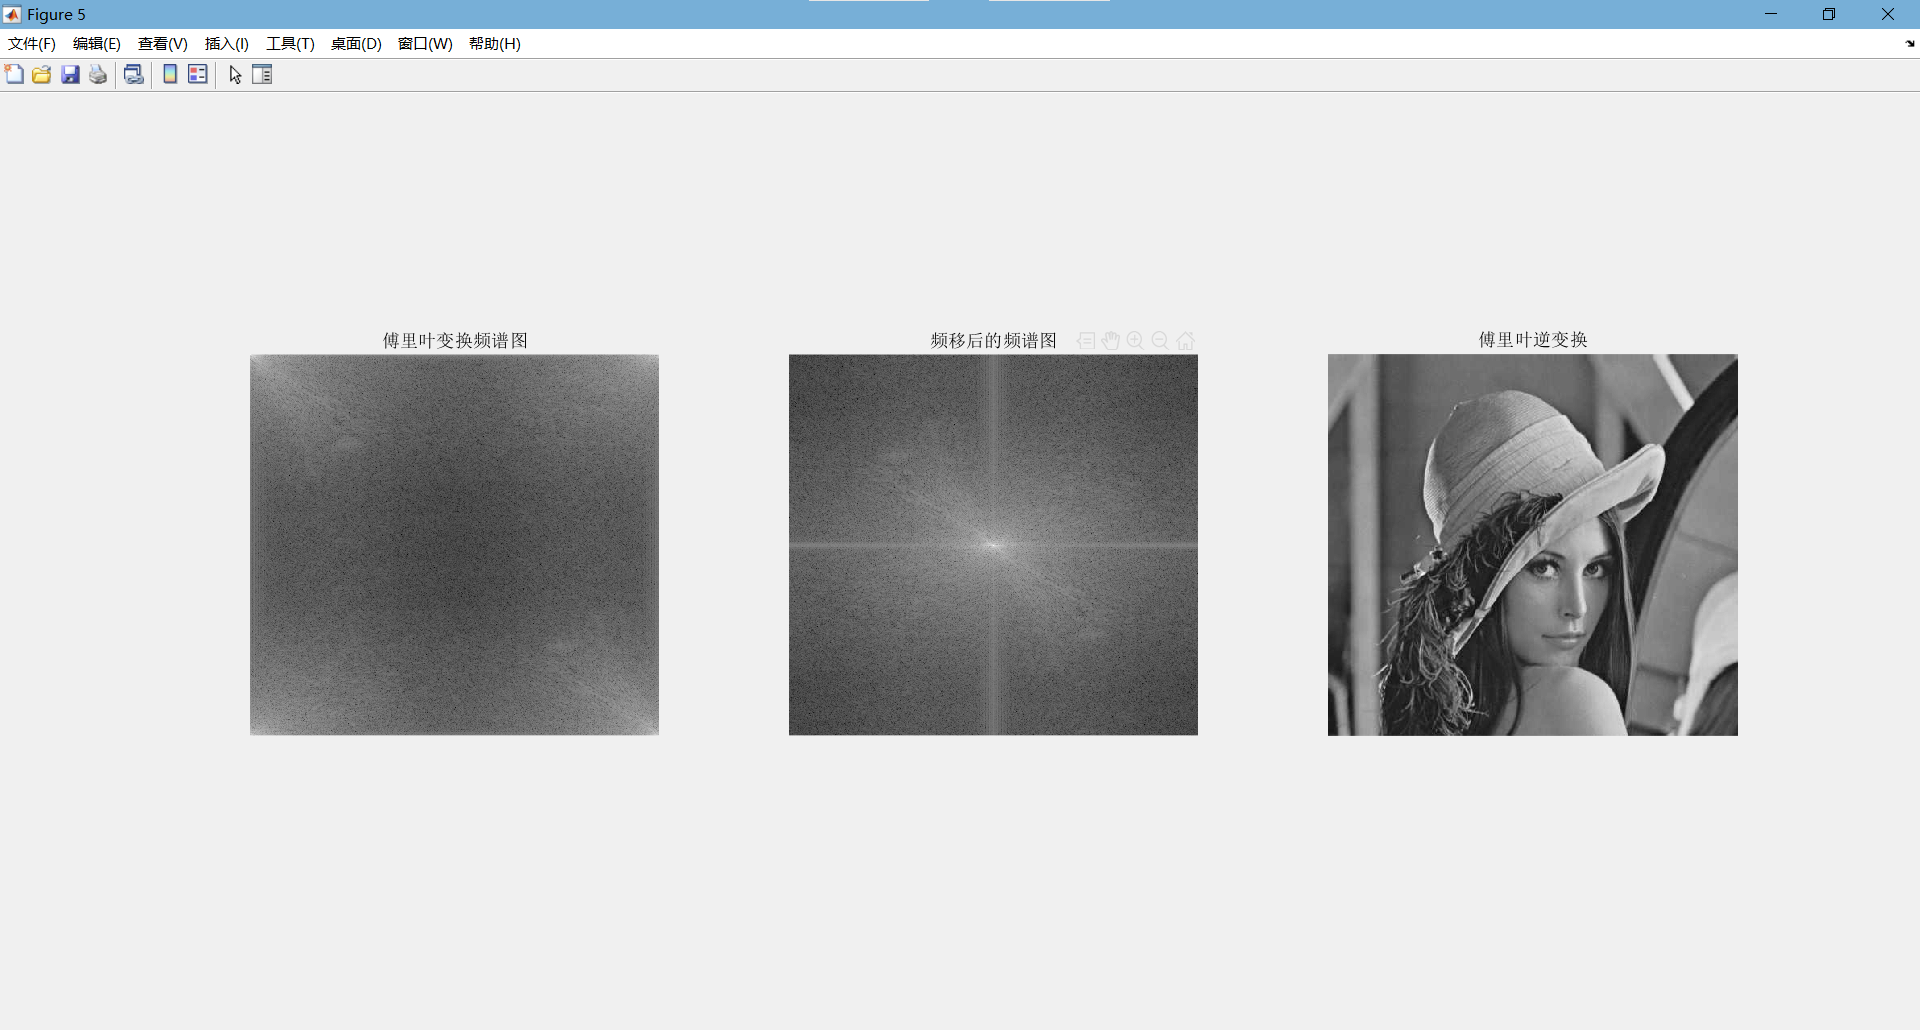 Figure 5
文件(F) 编辑(E) 查看(V) 插入(I) 工具(T) 桌面(D) 窗口(W) 帮助(H)
傅里叶变换频谱图
频移后的频谱图
傅里叶逆变换